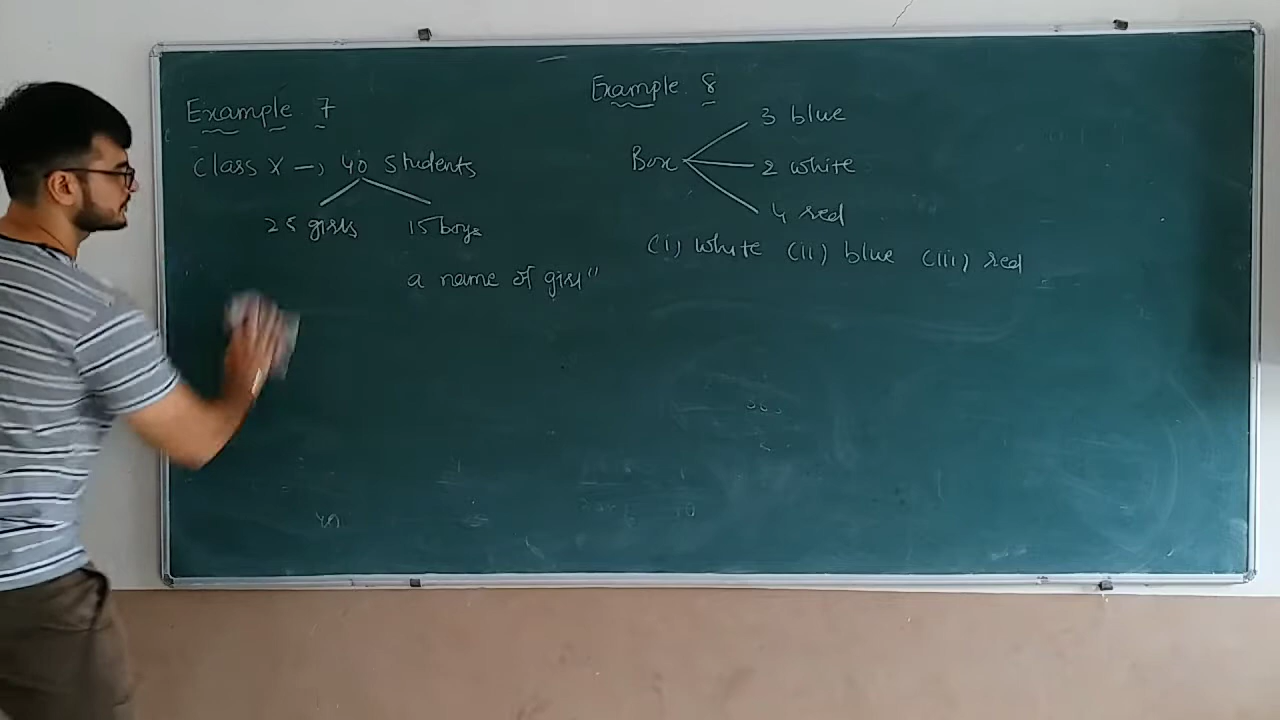 Example 7
Class X → 40 Students
25 girls 15 boys
a name of girl"
Example 8
Box
3 blue
2 white
4 red
(i) white (ii) blue (iii) red